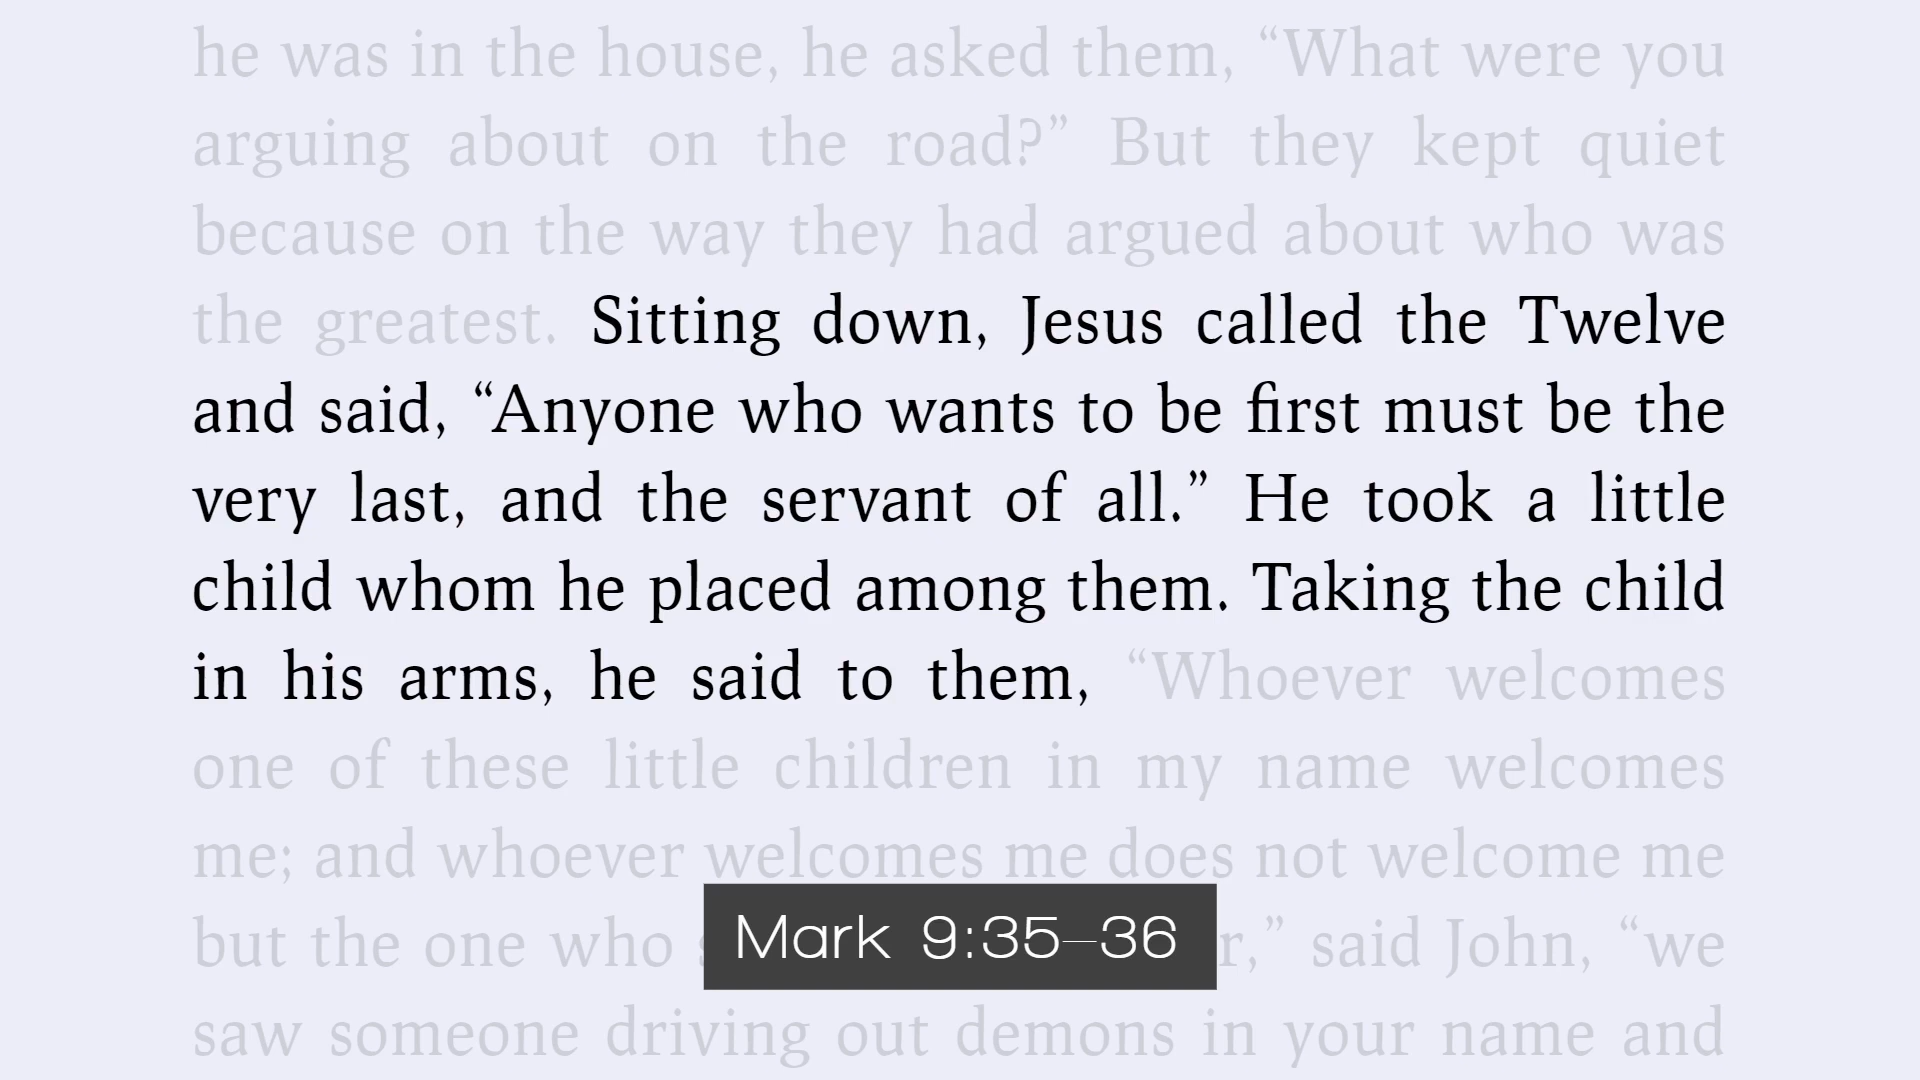 he was in the house, he asked them, “What were you
arguing about on the road?” But they kept quiet
because on the way they had argued about who was
the greatest. Sitting down, Jesus called the Twelve
and said, “Anyone who wants to be first must be the
very last, and the servant of all.” He took a little
child whom he placed among them. Taking the child
in his arms, he said to them, “Whoever welcomes
one of these little children in my name welcomes
me; and whoever welcomes me does not welcome me
but the one who r,” said John, “we
Mark 9:35–36
saw someone driving out demons in your name and